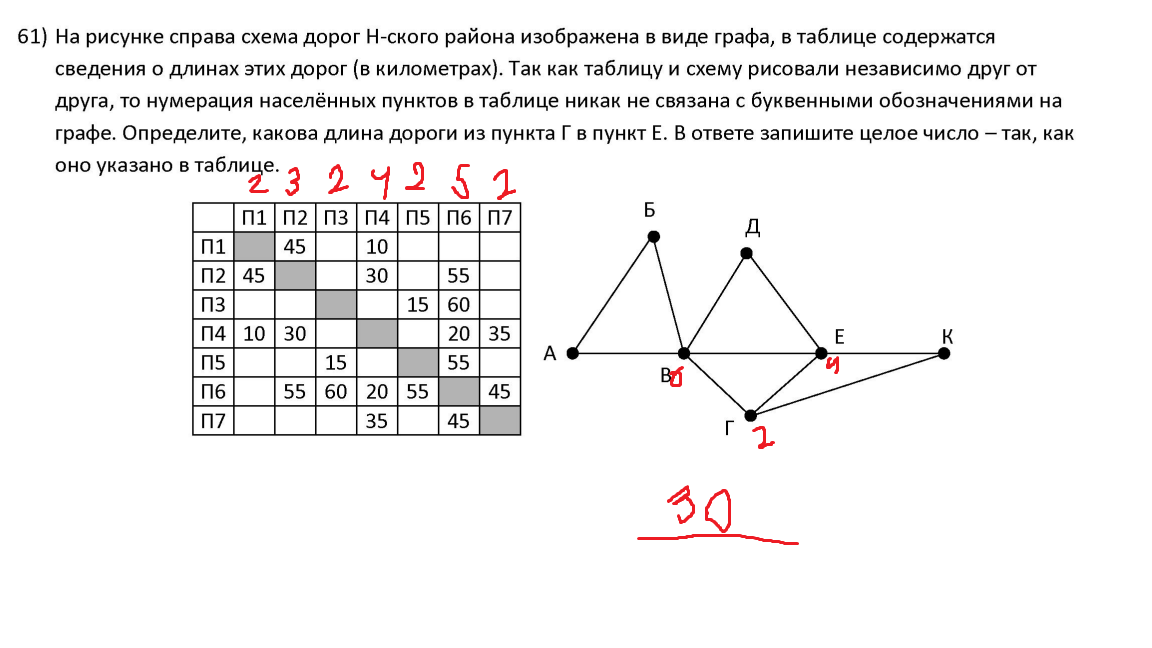 61) На рисунке справа схема дорог Н-ского района изображена в виде графа, в таблице содержатся
сведения о длинах этих дорог (в километрах). Так как таблицу и схему рисовали независимо друг от
друга, то нумерация населённых пунктов в таблице никак не связана с буквенными обозначениями на
графе. Определите, какова длина дороги из пункта Г в пункт Е. В ответе запишите целое число – так, как
оно указано в таблице.
2 3 2 4 2 5 2
П1 П2 П3 П4 П5 П6 П7
П1 45 10
П2 45 30 55
П3 15 60
П4 10 30 20 35
П5 15 55
П6 55 60 20 55 45
П7 35 45
Б
Д
Е
К
А
В
4
Г
2
30